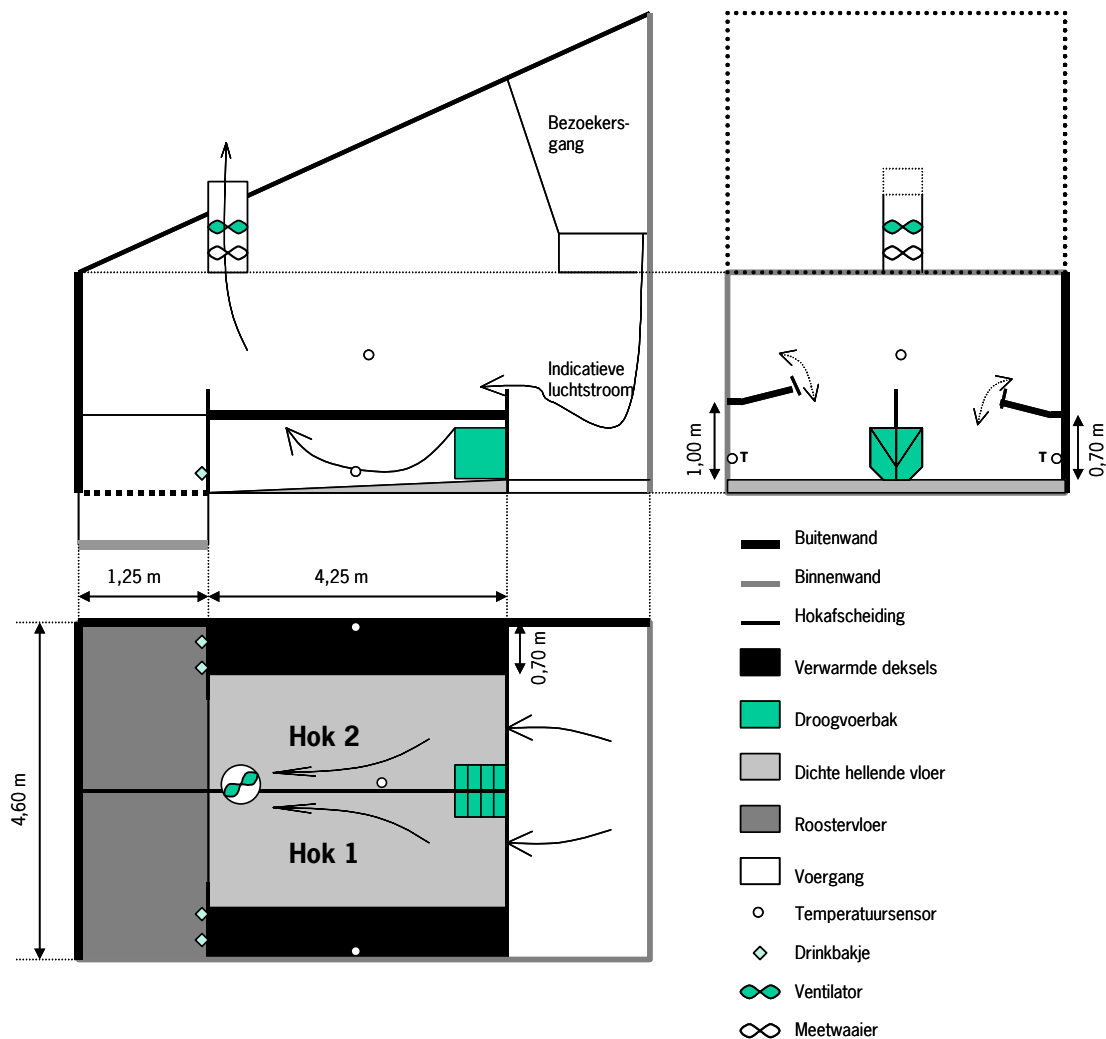 Bezoekers-
gang
Indicatieve
luchtstroom
1,00 m
T
T
0,70 m
1,25 m
4,25 m
0,70 m
4,60 m
Hok 2
Hok 1
Buitenwand
Binnenwand
Hokafscheiding
Verwarmde deksels
Droogvoerbak
Dichte hellende vloer
Roostervloer
Voergang
Temperatuursensor
Drinkbakje
Ventilator
Meetwaaier